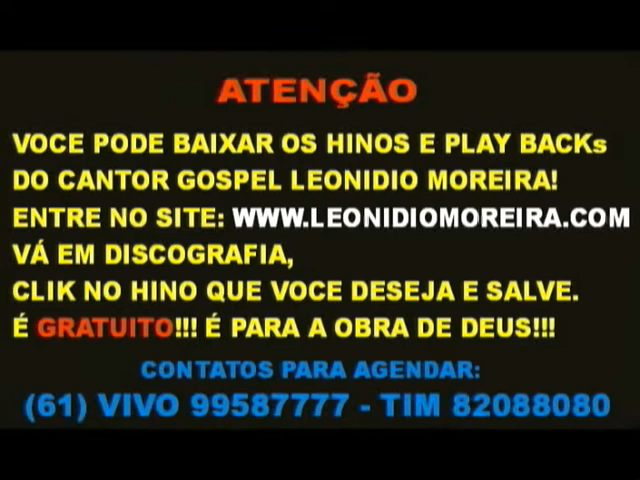 ATENÇÃO
VOCE PODE BAIXAR OS HINOS E PLAY BACKs
DO CANTOR GOSPEL LEONIDIO MOREIRA!
ENTRE NO SITE: WWW.LEONIDIOMOREIRA.COM
VÁ EM DISCOGRAFIA,
CLIK NO HINO QUE VOCE DESEJA E SALVE.
É GRATUITO!!! É PARA A OBRA DE DEUS!!!
CONTATOS PARA AGENDAR:
(61) VIVO 99587777 - TIM 82088080